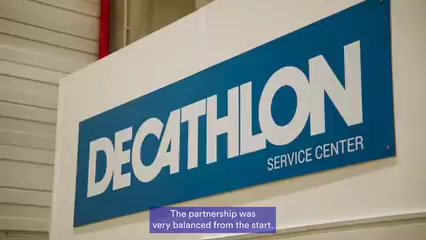 DECATHLON
SERVICE CENTER
The partnership was
very balanced from the start.